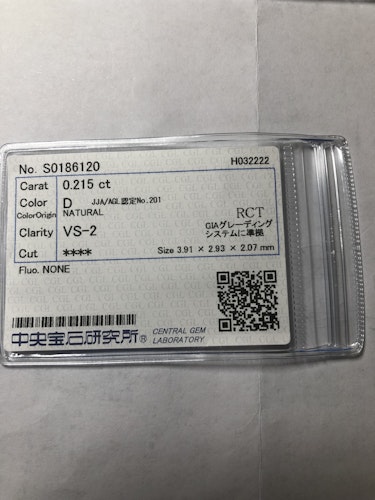 No. S0186120 H032222
Carat 0.215 ct
Color D JJA/AGL認定No.201
ColorOrigin NATURAL
RCT
Clarity VS-2
GIAグレーディング
システムに準拠
Cut ****
Size 3.91 × 2.93 × 2.07 mm
Fluo. NONE
中央宝石研究所®
CENTRAL GEM
LABORATORY